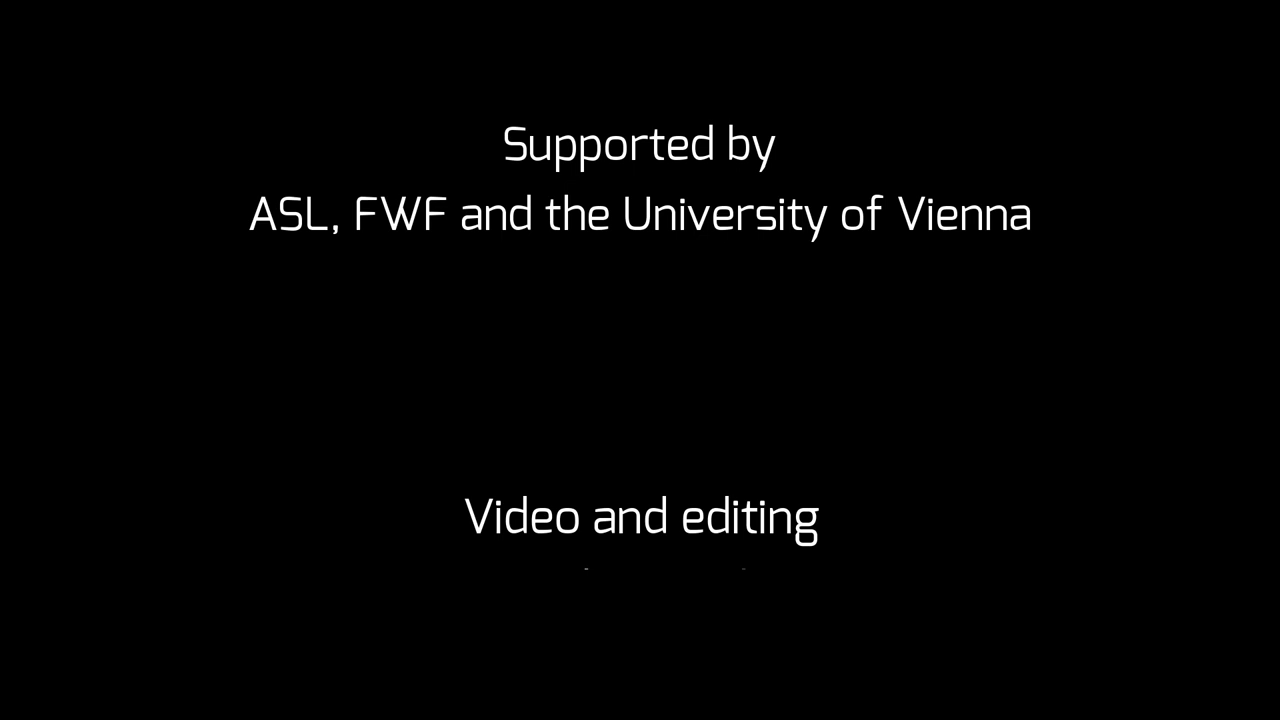 Supported by
ASL, FWF and the University of Vienna
Video and editing